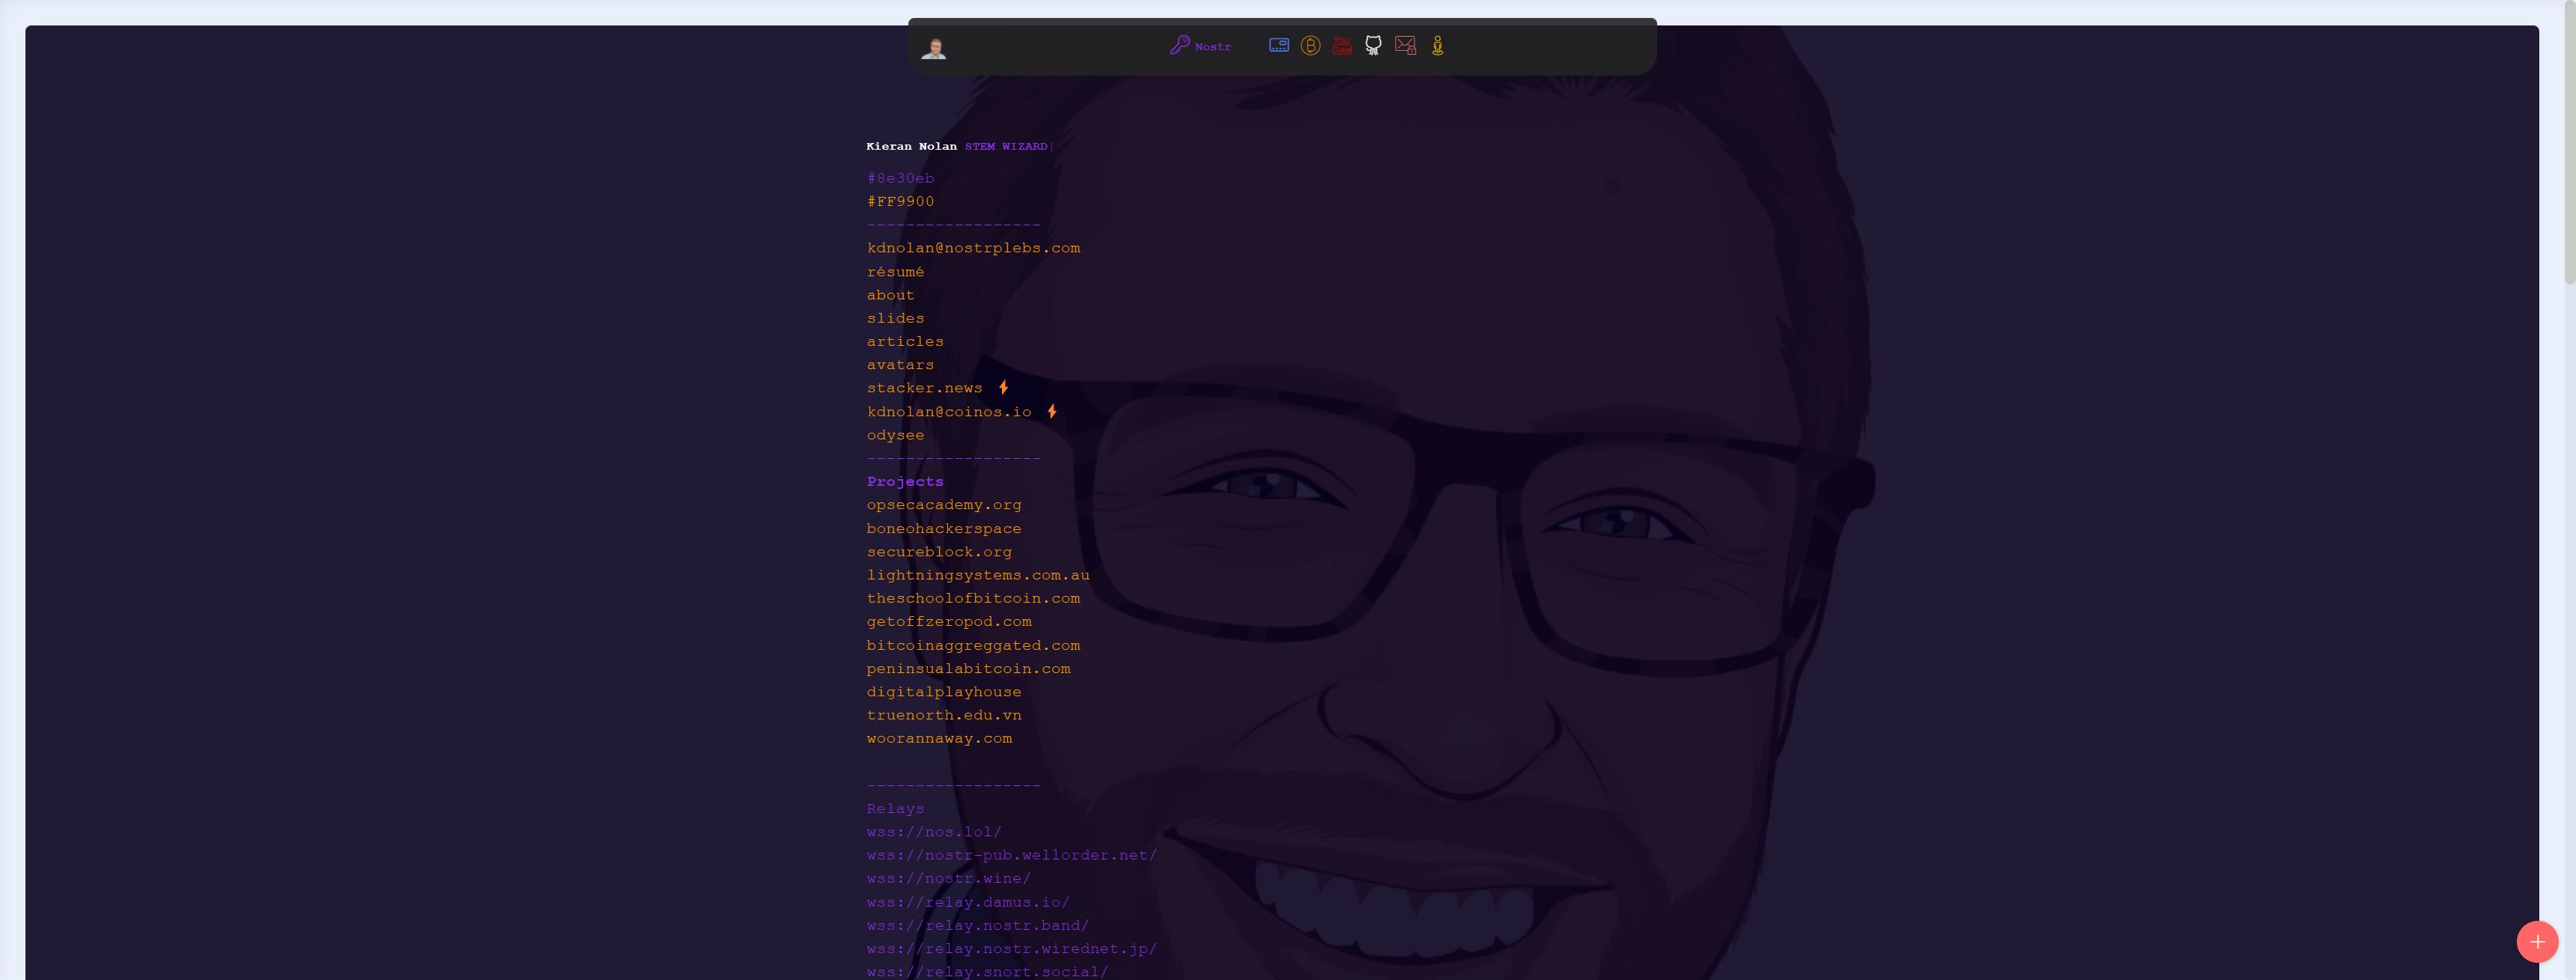 Nostr
Kieran Nolan STEM WIZARD|
#8e30eb
#FF9900
------------------
kdnolan@nostrplebs.com
résumé
about
slides
articles
avatars
stacker.news
kdnolan@coinos.io
odysee
------------------
Projects
opsecacademy.org
boneohackerspace
secureblock.org
lightningsystems.com.au
theschoolofbitcoin.com
getoffzeropod.com
bitcoinaggreggated.com
peninsualabitcoin.com
digitalplayhouse
truenorth.edu.vn
woorannaway.com
------------------
Relays
wss://nos.lol/
wss://nostr-pub.wellorder.net/
wss://nostr.wine/
wss://relay.damus.io/
wss://relay.nostr.band/
wss://relay.nostr.wirednet.jp/
wss://relay.snort.social/